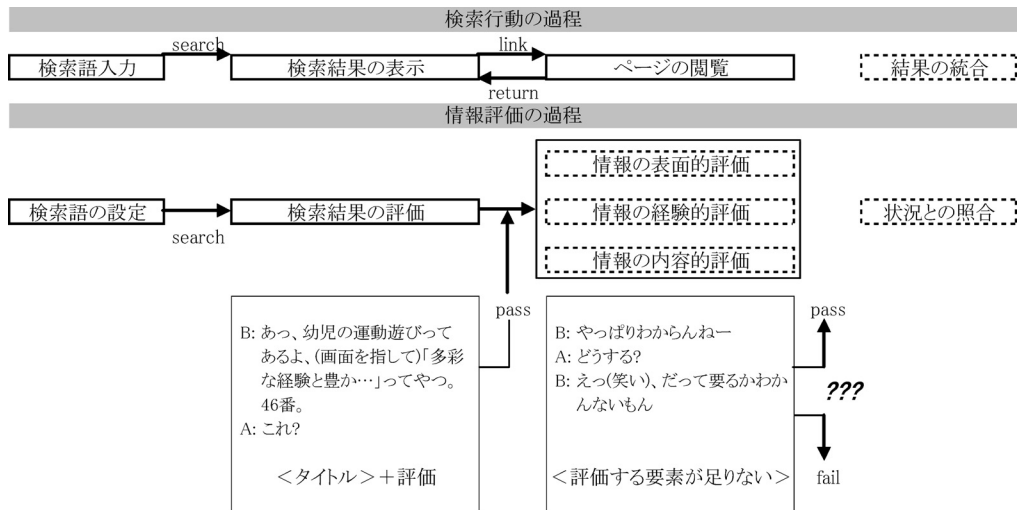 検索行動の過程
search
link
検索語入力
検索結果の表示
ページの閲覧
結果の統合
return
情報評価の過程
情報の表面的評価
検索語の設定
検索結果の評価
情報の経験的評価
状況との照合
search
情報の内容的評価
pass
B: あっ、幼児の運動遊びって
あるよ、(画面を指して)「多彩
な経験と豊か…」ってやつ。
46番。
A: これ?
＜タイトル＞＋評価
B: やっぱりわからんねー
A: どうする?
B: えっ(笑い)、だって要るかわか
んないもん
＜評価する要素が足りない＞
pass
???
fail